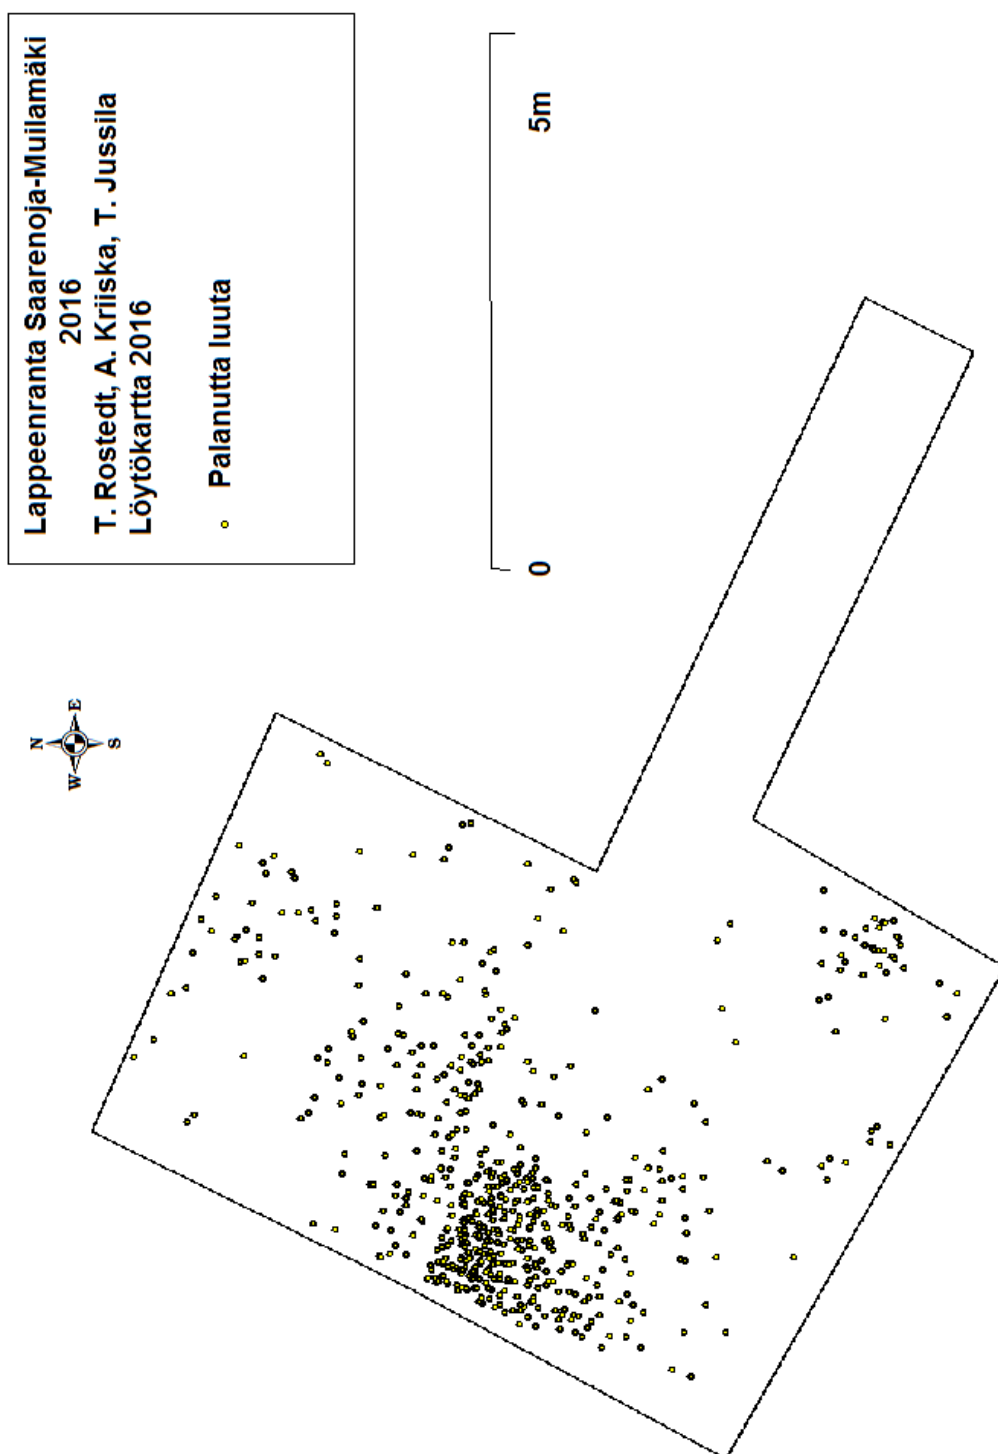 Lappeenranta Saarenoja-Muilamäki
2016
T. Rostedt, A. Kriiska, T. Jussila
Löytökartta 2016
Palanutta luuta
0
5m
N
W
E
S